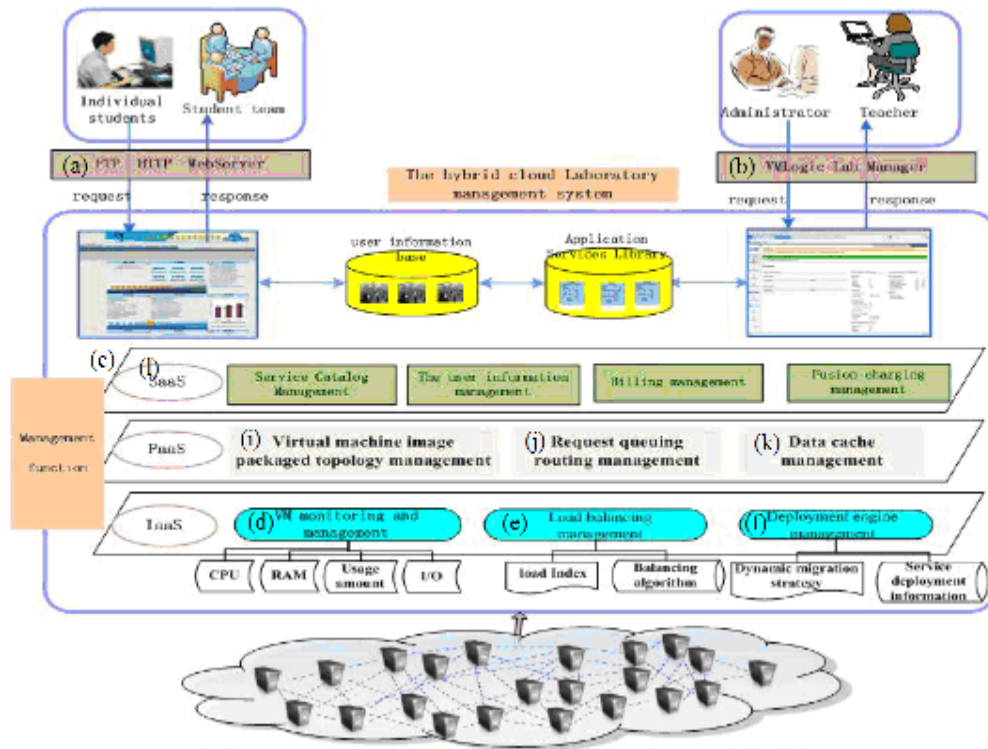 Individual
students
Student team
Administrator
Teacher
(a) FTP HTTP WebServer
(b) VMLogic Lab Manager
The hybrid cloud Laboratory
management system
request
response
request
response
user information
base
Application
Services Library
(c)
(l)
SaaS
Service Catalog
Management
The user information
management
Billing management
Fusion charging
management
Management
function
PaaS
(i) Virtual machine image
packaged topology management
(j) Request queuing
routing management
(k) Data cache
management
IaaS
(d) VM monitoring and
management
(e) Load balancing
management
(f) Deployment engine
management
CPU
RAM
Usage
amount
I/O
load Index
Balancing
algorithm
Dynamic migration
strategy
Service
deployment
information